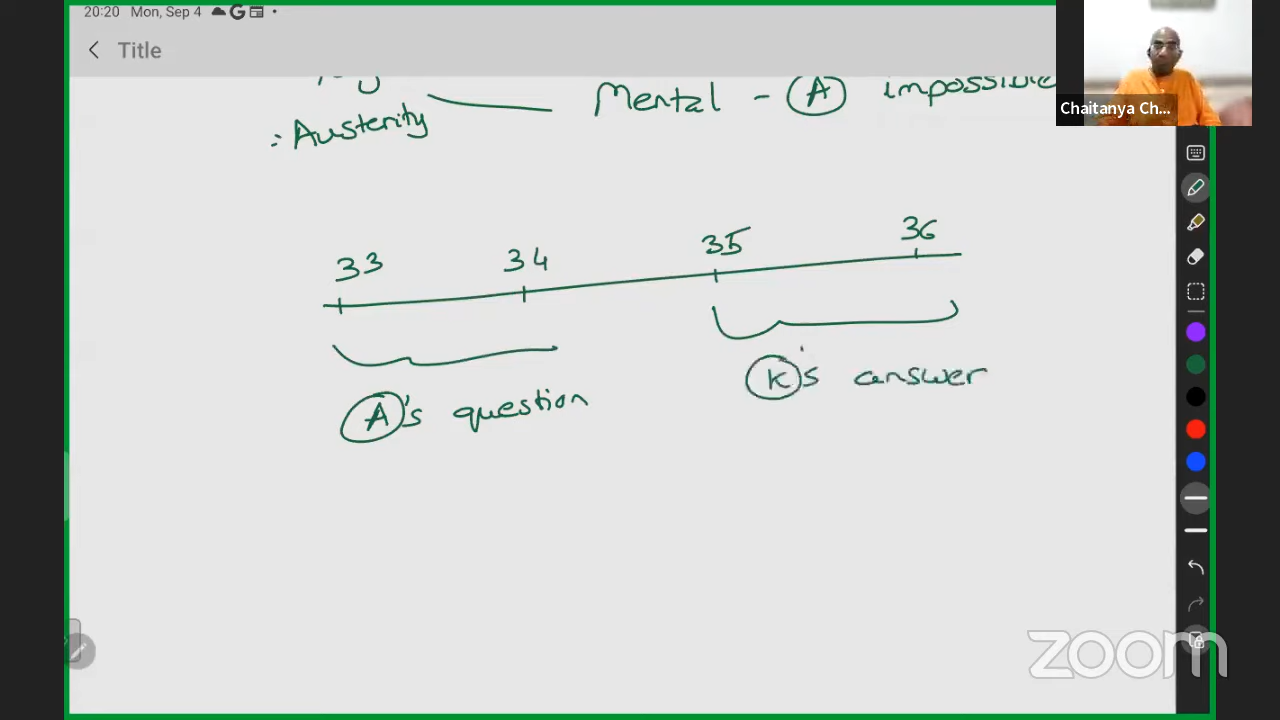 20:20 Mon, Sep 4
Title
Mental - A impossible
: Austerity
33 34 35 36
A's question
K's answer
Chaitanya Ch...
zoom